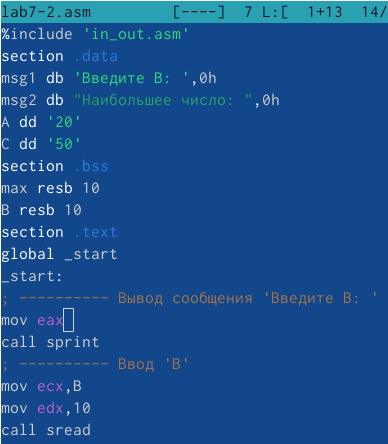 lab7-2.asm [----] 7 L:[ 1+13 14/
%include 'in_out.asm'
section .data
msg1 db 'Введите B: ',0h
msg2 db "Наибольшее число: ",0h
A dd '20'
C dd '50'
section .bss
max resb 10
B resb 10
section .text
global _start
_start:
; ---------- Вывод сообщения 'Введите B: '
mov eax
call sprint
; ---------- Ввод 'B'
mov ecx,B
mov edx,10
call sread